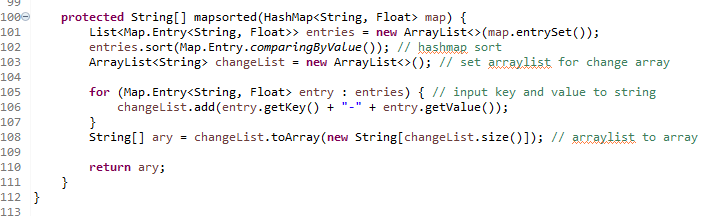 99
100 protected String[] mapsorted(HashMap<String, Float> map) {
101 List<Map.Entry<String, Float>> entries = new ArrayList<>(map.entrySet());
102 entries.sort(Map.Entry.comparingByValue()); // hashmap sort
103 ArrayList<String> changeList = new ArrayList<>(); // set arraylist for change array
104
105 for (Map.Entry<String, Float> entry : entries) { // input key and value to string
106 changeList.add(entry.getKey() + "-" + entry.getValue());
107 }
108 String[] ary = changeList.toArray(new String[changeList.size()]); // arraylist to array
109
110 return ary;
111 }
112 }
113